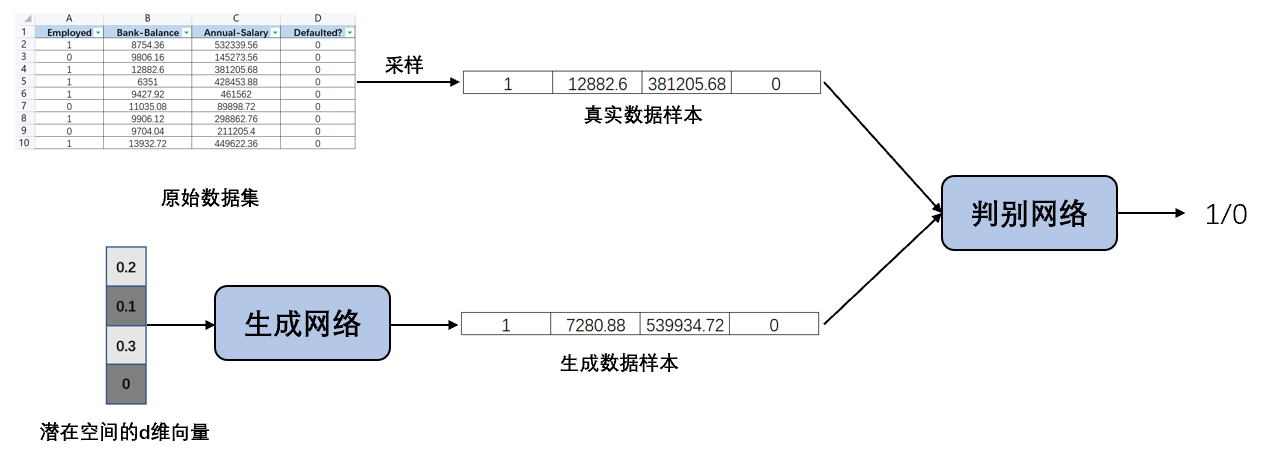 A B C D
1 Employed Bank-Balance Annual-Salary Defaulted?
2 1 8754.36 532339.56 0
3 0 9806.16 145273.56 0
4 1 12882.6 381205.68 0
5 1 6351 428453.88 0
6 1 9427.92 461562 0
7 0 11035.08 89898.72 0
8 1 9906.12 298862.76 0
9 0 9704.04 211205.4 0
10 1 13932.72 449622.36 0
原始数据集
采样
1 12882.6 381205.68 0
真实数据样本
0.2
0.1
0.3
0
潜在空间的d维向量
生成网络
1 7280.88 539934.72 0
生成数据样本
判别网络
1/0